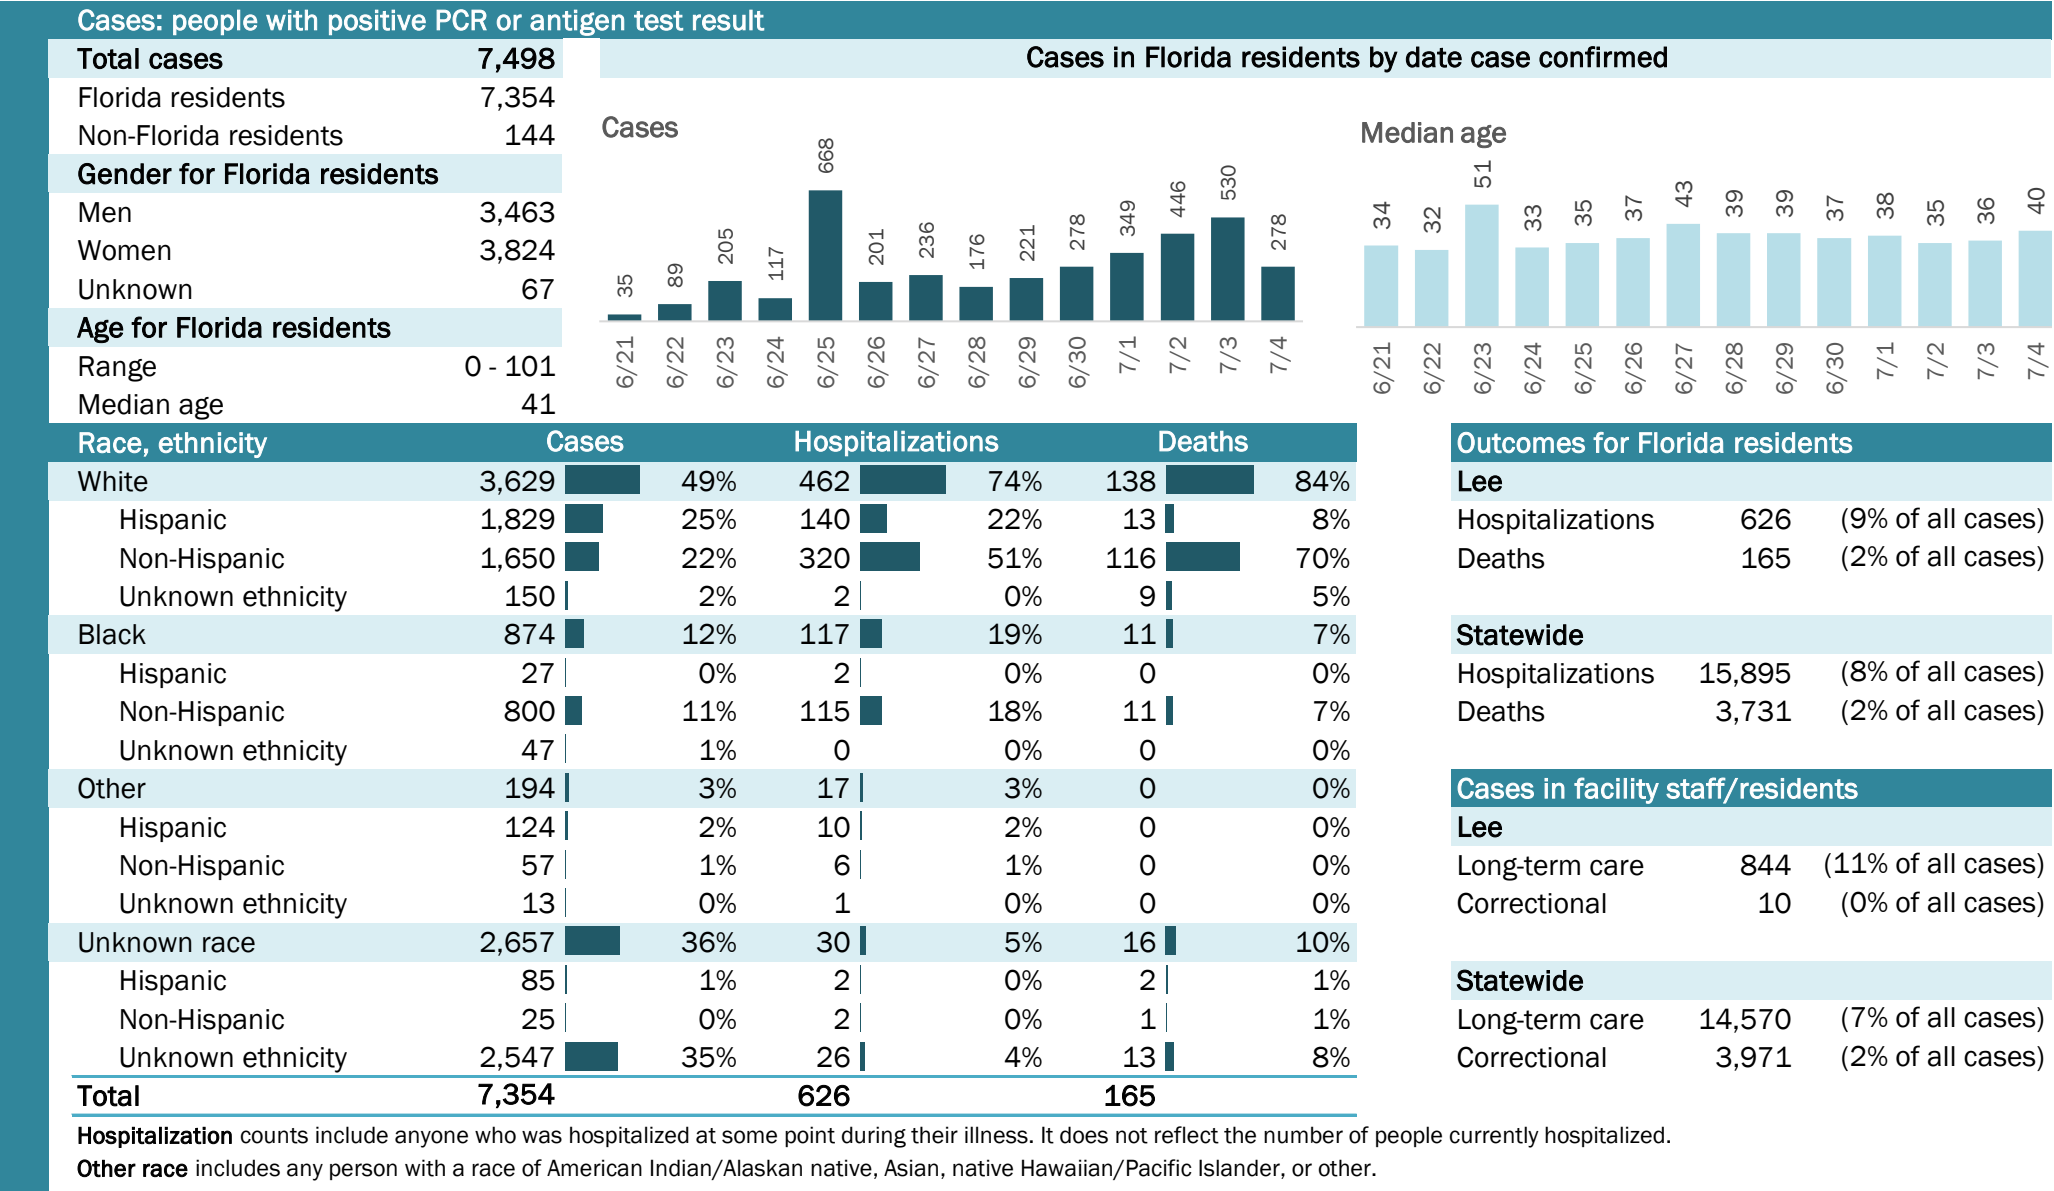 Cases: people with positive PCR or antigen test result
Total cases 7,498
Florida residents 7,354
Non-Florida residents 144
Gender for Florida residents
Men 3,463
Women 3,824
Unknown 67
Age for Florida residents
Range 0 - 101
Median age 41
Cases in Florida residents by date case confirmed
Cases
35 89 205 117 668 201 236 176 221 278 349 446 530 278
6/21 6/22 6/23 6/24 6/25 6/26 6/27 6/28 6/29 6/30 7/1 7/2 7/3 7/4
Median age
34 32 51 33 35 37 43 39 39 37 38 35 36 40
6/21 6/22 6/23 6/24 6/25 6/26 6/27 6/28 6/29 6/30 7/1 7/2 7/3 7/4
Race, ethnicity Cases Hospitalizations Deaths
White 3,629 49% 462 74% 138 84%
Hispanic 1,829 25% 140 22% 13 8%
Non-Hispanic 1,650 22% 320 51% 116 70%
Unknown ethnicity 150 2% 2 0% 9 5%
Black 874 12% 117 19% 11 7%
Hispanic 27 0% 2 0% 0 0%
Non-Hispanic 800 11% 115 18% 11 7%
Unknown ethnicity 47 1% 0 0% 0 0%
Other 194 3% 17 3% 0 0%
Hispanic 124 2% 10 2% 0 0%
Non-Hispanic 57 1% 6 1% 0 0%
Unknown ethnicity 13 0% 1 0% 0 0%
Unknown race 2,657 36% 30 5% 16 10%
Hispanic 85 1% 2 0% 2 1%
Non-Hispanic 25 0% 2 0% 1 1%
Unknown ethnicity 2,547 35% 26 4% 13 8%
Total 7,354 626 165
Outcomes for Florida residents
Lee
Hospitalizations 626 (9% of all cases)
Deaths 165 (2% of all cases)
Statewide
Hospitalizations 15,895 (8% of all cases)
Deaths 3,731 (2% of all cases)
Cases in facility staff/residents
Lee
Long-term care 844 (11% of all cases)
Correctional 10 (0% of all cases)
Statewide
Long-term care 14,570 (7% of all cases)
Correctional 3,971 (2% of all cases)
Hospitalization counts include anyone who was hospitalized at some point during their illness. It does not reflect the number of people currently hospitalized.
Other race includes any person with a race of American Indian/Alaskan native, Asian, native Hawaiian/Pacific Islander, or other.